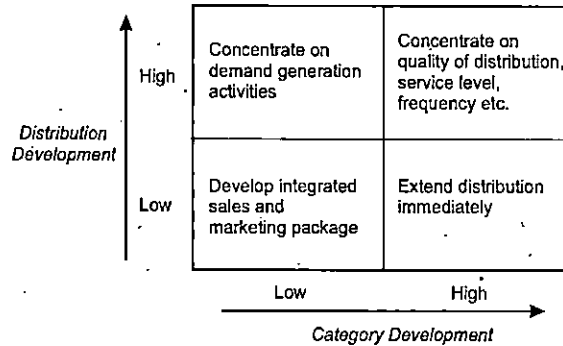 Concentrate on
demand generation
activities
Concentrate on
quality of distribution,
service level,
frequency etc.
High
Distribution
Development
Develop integrated
sales and
marketing package
Extend distribution
immediately
Low
Low
High
Category Development